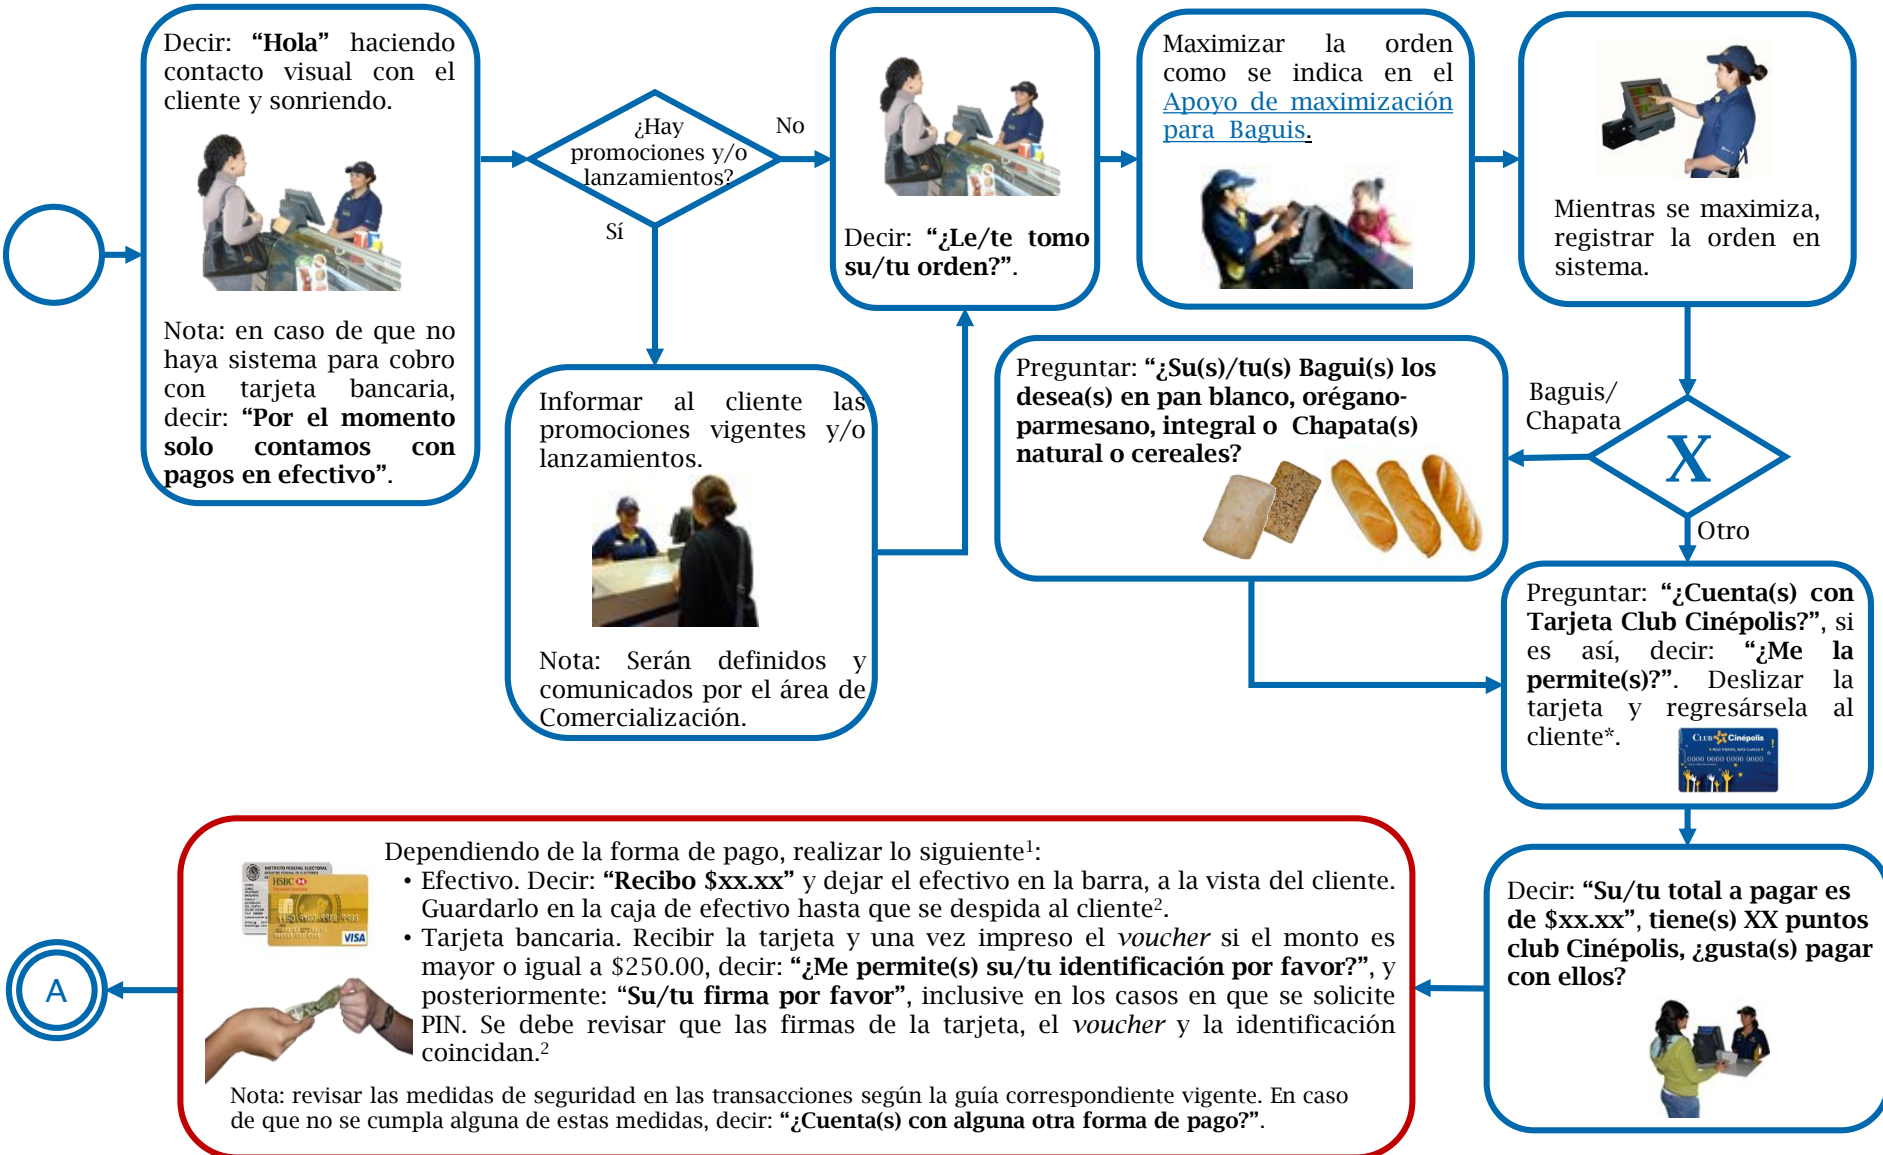 Decir: “Hola” haciendo
contacto visual con el
cliente y sonriendo.
Nota: en caso de que no
haya sistema para cobro
con tarjeta bancaria,
decir: “Por el momento
solo contamos con
pagos en efectivo”.
¿Hay
promociones y/o
lanzamientos?
No
Sí
Informar al cliente las
promociones vigentes y/o
lanzamientos.
Nota: Serán definidos y
comunicados por el área de
Comercialización.
Decir: “¿Le/te tomo
su/tu orden?”.
Maximizar la orden
como se indica en el
Apoyo de maximización
para Baguis.
Mientras se maximiza,
registrar la orden en
sistema.
X
Baguis/
Chapata
Otro
Preguntar: “¿Su(s)/tu(s) Bagui(s) los
desea(s) en pan blanco, orégano-
parmesano, integral o Chapata(s)
natural o cereales?
Preguntar: “¿Cuenta(s) con
Tarjeta Club Cinépolis?”, si
es así, decir: “¿Me la
permite(s)?”. Deslizar la
tarjeta y regresársela al
cliente*.
CLUB Cinépolis
0000 0000 0000 0000
Decir: “Su/tu total a pagar es
de $xx.xx”, tiene(s) XX puntos
club Cinépolis, ¿gusta(s) pagar
con ellos?
Dependiendo de la forma de pago, realizar lo siguiente1:
• Efectivo. Decir: “Recibo $xx.xx” y dejar el efectivo en la barra, a la vista del cliente.
Guardarlo en la caja de efectivo hasta que se despida al cliente2.
• Tarjeta bancaria. Recibir la tarjeta y una vez impreso el voucher si el monto es
mayor o igual a $250.00, decir: “¿Me permite(s) su/tu identificación por favor?”, y
posteriormente: “Su/tu firma por favor”, inclusive en los casos en que se solicite
PIN. Se debe revisar que las firmas de la tarjeta, el voucher y la identificación
coincidan.2
Nota: revisar las medidas de seguridad en las transacciones según la guía correspondiente vigente. En caso
de que no se cumpla alguna de estas medidas, decir: “¿Cuenta(s) con alguna otra forma de pago?”.
INSTITUTO FEDERAL ELECTORAL
HSBC
VISA
A